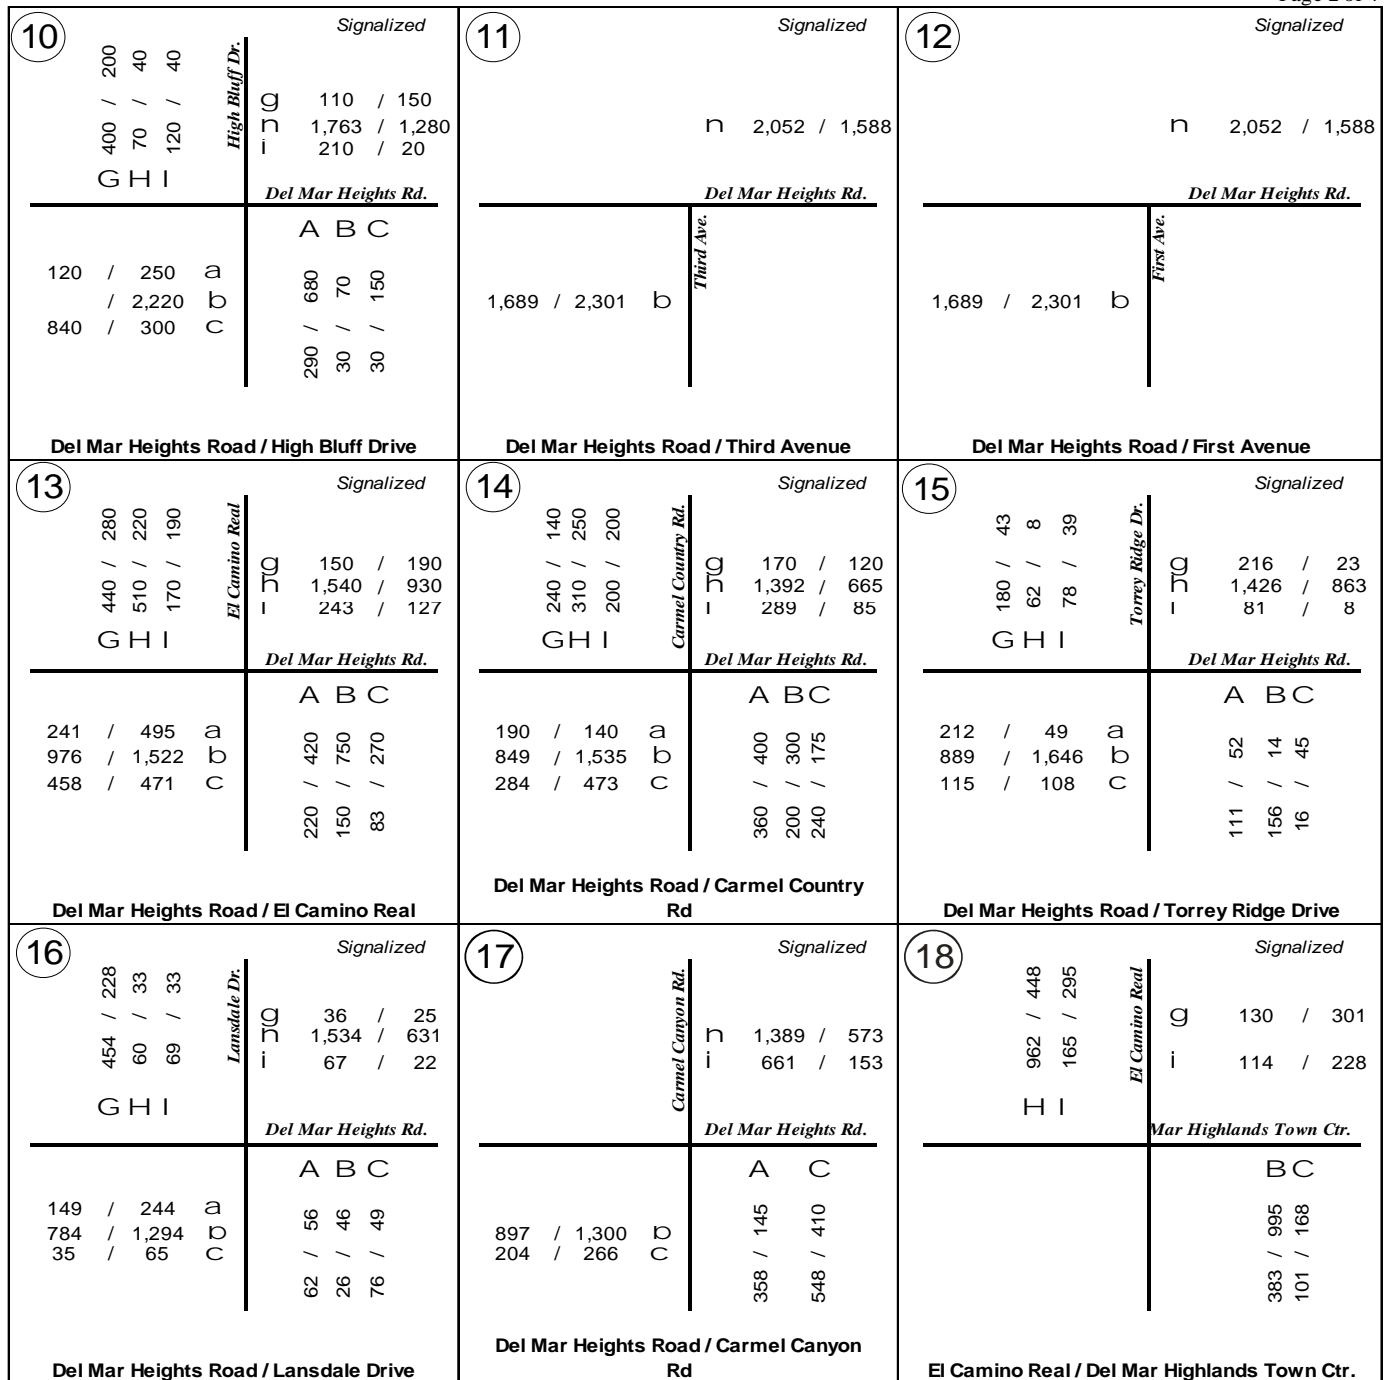 10
Signalized
400 / 200
70 / 40
120 / 40
High Bluff Dr.
g 110 / 150
h 1,763 / 1,280
i 210 / 20
G H I
Del Mar Heights Rd.
A B C
120 / 250 a
/ 2,220 b
840 / 300 c
290 / 680
30 / 70
30 / 150
Del Mar Heights Road / High Bluff Drive
11
Signalized
n 2,052 / 1,588
Del Mar Heights Rd.
Third Ave.
1,689 / 2,301 b
Del Mar Heights Road / Third Avenue
12
Signalized
n 2,052 / 1,588
Del Mar Heights Rd.
First Ave.
1,689 / 2,301 b
Del Mar Heights Road / First Avenue
13
Signalized
440 / 280
510 / 220
170 / 190
El Camino Real
g 150 / 190
h 1,540 / 930
i 243 / 127
G H I
Del Mar Heights Rd.
A B C
241 / 495 a
976 / 1,522 b
458 / 471 c
220 / 420
150 / 750
83 / 270
Del Mar Heights Road / El Camino Real
14
Signalized
240 / 140
310 / 250
200 / 200
Carmel Country Rd.
g 170 / 120
h 1,392 / 665
i 289 / 85
G H I
Del Mar Heights Rd.
A B C
190 / 140 a
849 / 1,535 b
284 / 473 c
360 / 400
200 / 300
240 / 175
Del Mar Heights Road / Carmel Country
Rd
15
Signalized
180 / 43
62 / 8
78 / 39
Torrey Ridge Dr.
g 216 / 23
h 1,426 / 863
i 81 / 8
G H I
Del Mar Heights Rd.
A B C
212 / 49 a
889 / 1,646 b
115 / 108 c
111 / 52
156 / 14
16 / 45
Del Mar Heights Road / Torrey Ridge Drive
16
Signalized
454 / 228
60 / 33
69 / 33
Lansdale Dr.
g 36 / 25
h 1,534 / 631
i 67 / 22
G H I
Del Mar Heights Rd.
A B C
149 / 244 a
784 / 1,294 b
35 / 65 c
62 / 56
26 / 46
76 / 49
Del Mar Heights Road / Lansdale Drive
17
Signalized
Carmel Canyon Rd.
n 1,389 / 573
i 661 / 153
Del Mar Heights Rd.
A C
897 / 1,300 b
204 / 266 c
358 / 145
548 / 410
Del Mar Heights Road / Carmel Canyon
Rd
18
Signalized
962 / 448
165 / 295
El Camino Real
g 130 / 301
i 114 / 228
H I
Mar Highlands Town Ctr.
B C
383 / 995
101 / 168
El Camino Real / Del Mar Highlands Town Ctr.